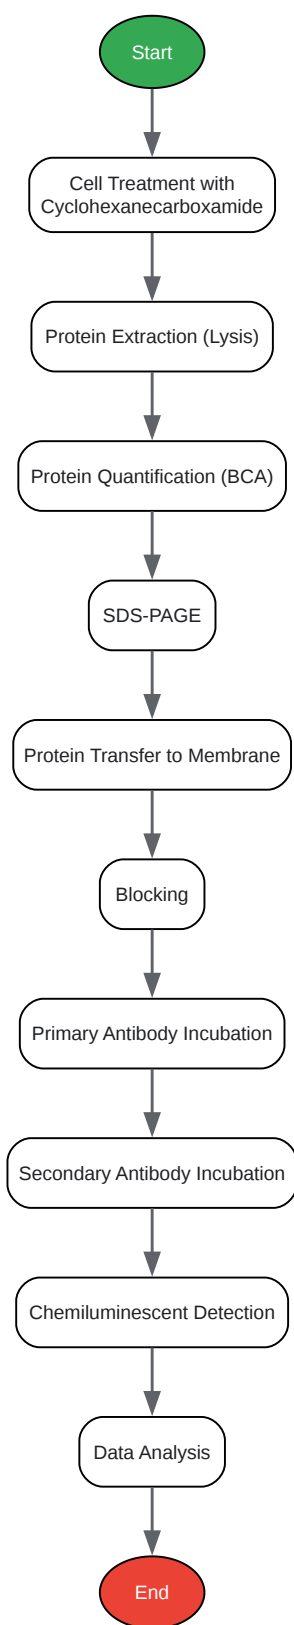 Start
Cell Treatment with
Cyclohexanecarboxamide
Protein Extraction (Lysis)
Protein Quantification (BCA)
SDS-PAGE
Protein Transfer to Membrane
Blocking
Primary Antibody Incubation
Secondary Antibody Incubation
Chemiluminescent Detection
Data Analysis
End